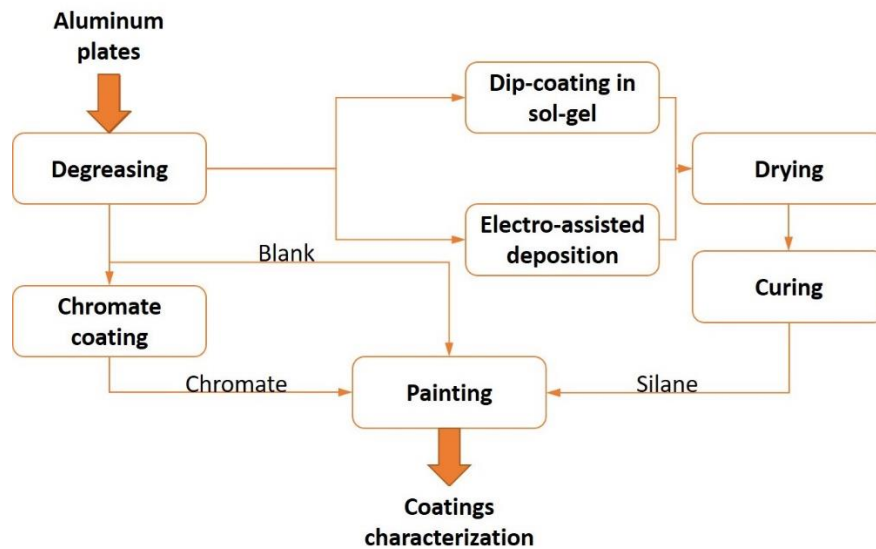 Aluminum
plates
Dip-coating in
sol-gel
Degreasing
Drying
Electro-assisted
deposition
Blank
Chromate
coating
Curing
Chromate
Painting
Silane
Coatings
characterization